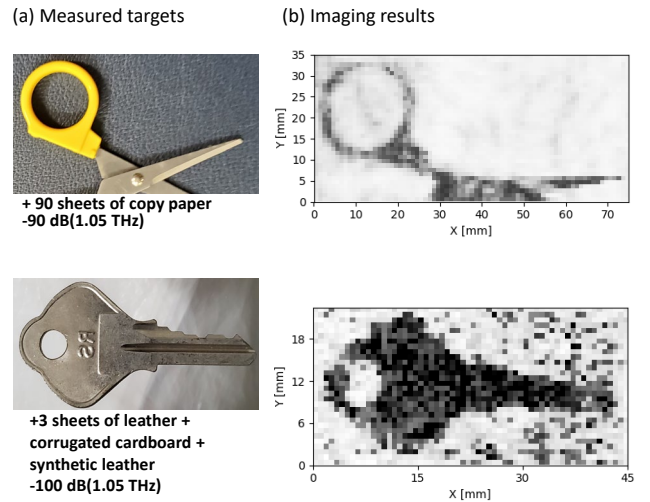 (a) Measured targets
(b) Imaging results
+ 90 sheets of copy paper
-90 dB(1.05 THz)
35
30
25
20
15
10
5
0
Y [mm]
0 10 20 30 40 50 60 70
X [mm]
SR
+3 sheets of leather +
corrugated cardboard +
synthetic leather
-100 dB(1.05 THz)
18
12
6
0
Y [mm]
0 15 30 45
X [mm]